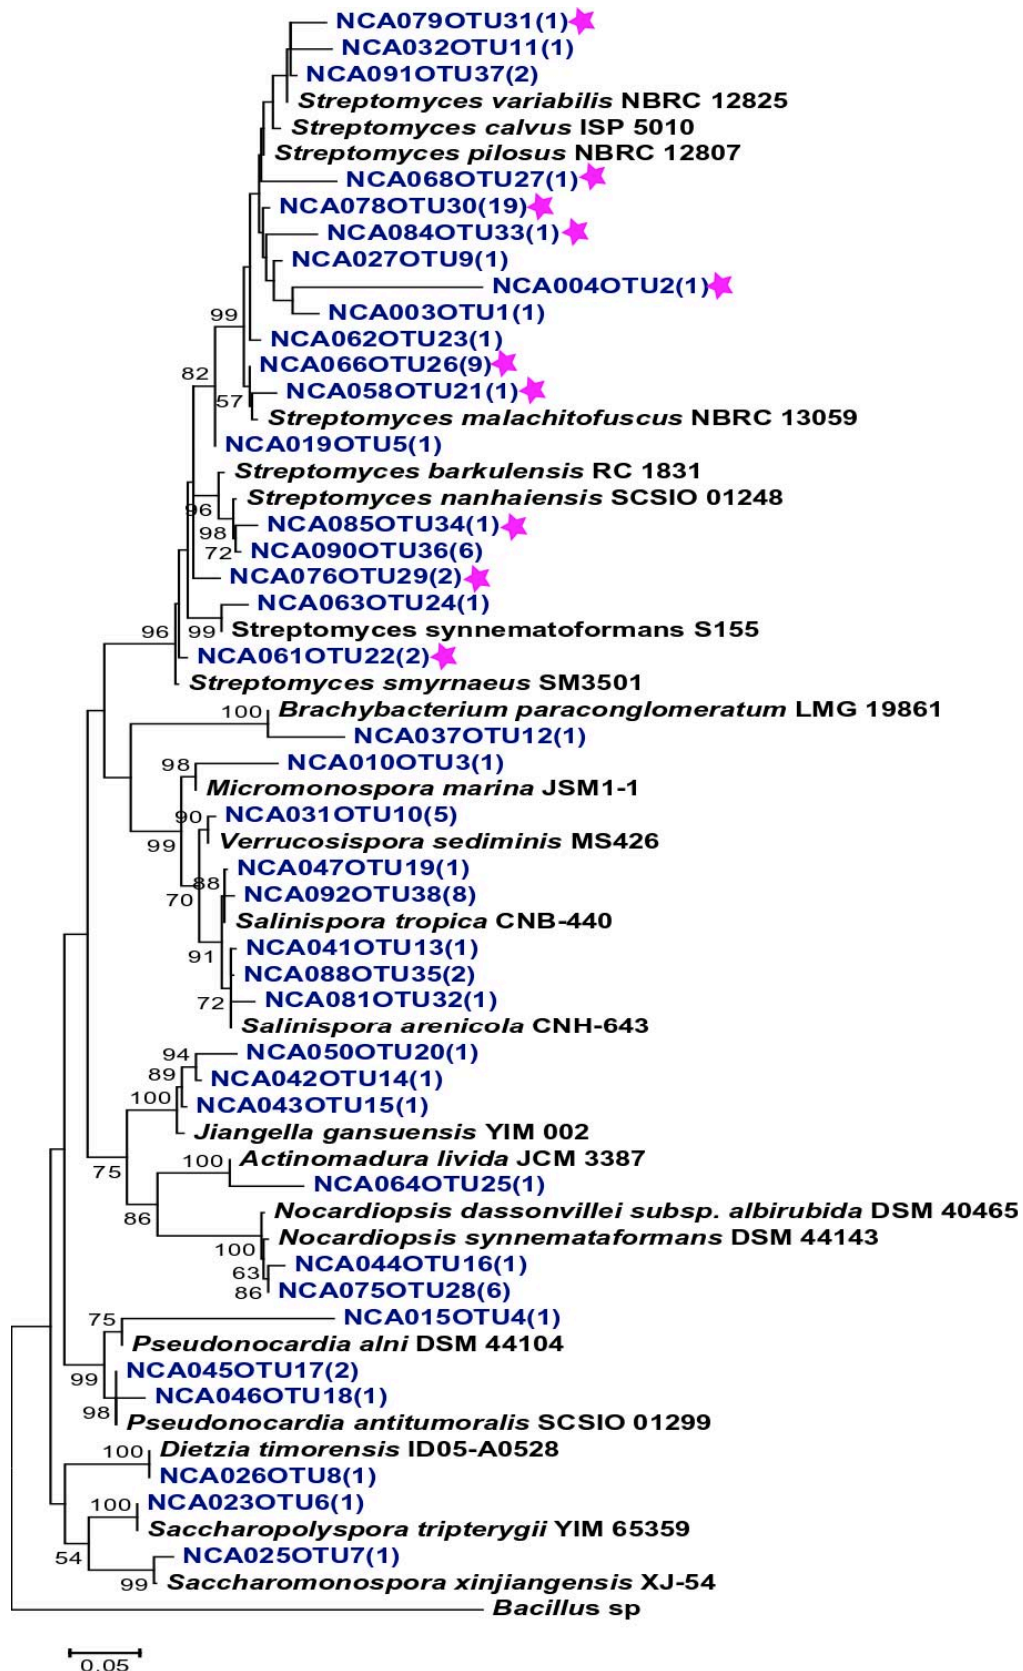 NCA079OTU31(1)
NCA032OTU11(1)
NCA091OTU37(2)
Streptomyces variabilis NBRC 12825
Streptomyces calvus ISP 5010
Streptomyces pilosus NBRC 12807
NCA068OTU27(1)
NCA078OTU30(19)
NCA084OTU33(1)
NCA027OTU9(1)
NCA004OTU2(1)
NCA003OTU1(1)
99
NCA062OTU23(1)
NCA066OTU26(9)
82
NCA058OTU21(1)
57
Streptomyces malachitofuscus NBRC 13059
NCA019OTU5(1)
Streptomyces barkulensis RC 1831
Streptomyces nanhaiensis SCSIO 01248
96
NCA085OTU34(1)
98
NCA090OTU36(6)
72
NCA076OTU29(2)
NCA063OTU24(1)
96
99
Streptomyces synnematoformans S155
NCA061OTU22(2)
Streptomyces smyrnaeus SM3501
100
Brachybacterium paraconglomeratum LMG 19861
NCA037OTU12(1)
98
NCA010OTU3(1)
Micromonospora marina JSM1-1
90
NCA031OTU10(5)
99
Verrucosispora sediminis MS426
NCA047OTU19(1)
88
70
NCA092OTU38(8)
Salinispora tropica CNB-440
91
NCA041OTU13(1)
NCA088OTU35(2)
72
NCA081OTU32(1)
Salinispora arenicola CNH-643
94
NCA050OTU20(1)
89
NCA042OTU14(1)
100
NCA043OTU15(1)
Jiangella gansuensis YIM 002
75
100
Actinomadura livida JCM 3387
NCA064OTU25(1)
86
Nocardiopsis dassonvillei subsp. albirubida DSM 40465
100
Nocardiopsis synnemataformans DSM 44143
63
NCA044OTU16(1)
86
NCA075OTU28(6)
75
NCA015OTU4(1)
Pseudonocardia alni DSM 44104
99
NCA045OTU17(2)
NCA046OTU18(1)
98
Pseudonocardia antitumoralis SCSIO 01299
100
Dietzia timorensis ID05-A0528
NCA026OTU8(1)
100
NCA023OTU6(1)
Saccharopolyspora tripterygii YIM 65359
54
NCA025OTU7(1)
99
Saccharomonospora xinjiangensis XJ-54
Bacillus sp
0.05